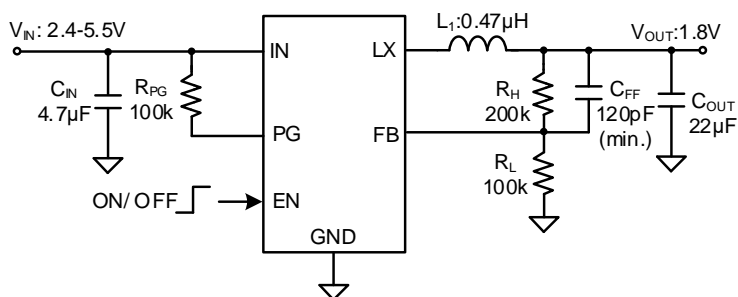 VIN: 2.4-5.5V
CIN
4.7µF
RPG
100k
ON/OFF
IN
PG
EN
GND
LX
FB
L1:0.47µH
VOUT:1.8V
RH
200k
CFF
120pF
(min.)
COUT
22µF
RL
100k